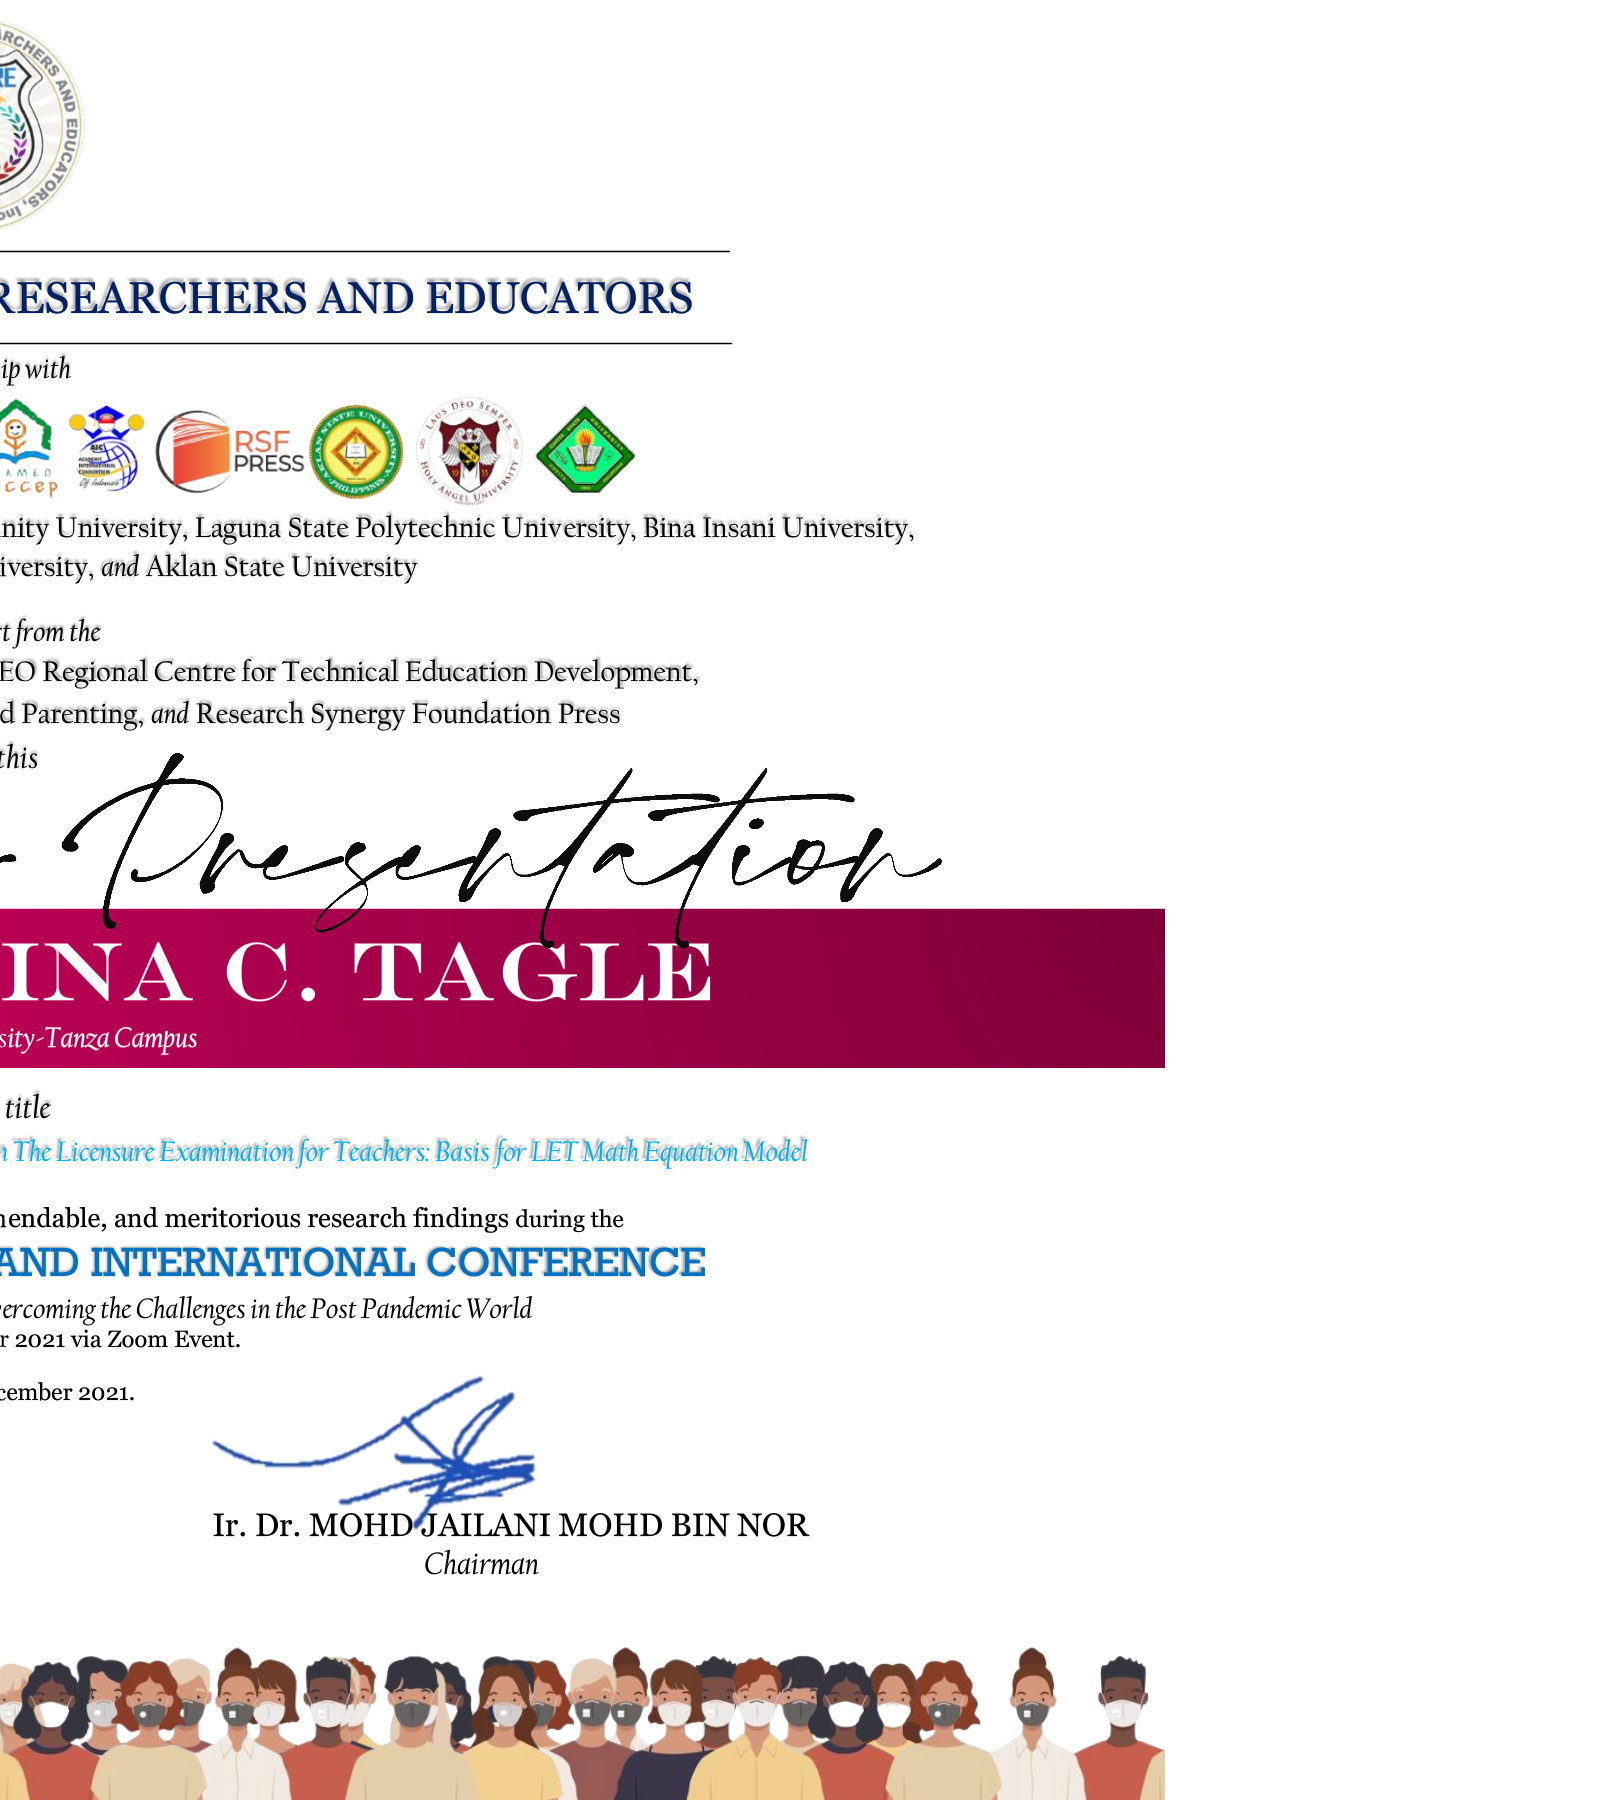 RCHERS AND EDUCATORS, Inc
RE
RESEARCHERS AND EDUCATORS
ip with
AMEO
ccep
AIC
ACADEMIC
INTERNATIONAL
CONSORTIUM
Of Indonesia
RSF
PRESS
AKLAN STATE UNIVERSITY
PHILIPPINES
LAUS DEO SEMPER
HOLY ANGEL UNIVERSITY
nity University, Laguna State Polytechnic University, Bina Insani University,
iversity, and Aklan State University
t from the
EO Regional Centre for Technical Education Development,
d Parenting, and Research Synergy Foundation Press
this
Presentation
INA C. TAGLE
sity-Tanza Campus
title
n The Licensure Examination for Teachers: Basis for LET Math Equation Model
endable, and meritorious research findings during the
AND INTERNATIONAL CONFERENCE
ercoming the Challenges in the Post Pandemic World
r 2021 via Zoom Event.
cember 2021.
Ir. Dr. MOHD JAILANI MOHD BIN NOR
Chairman